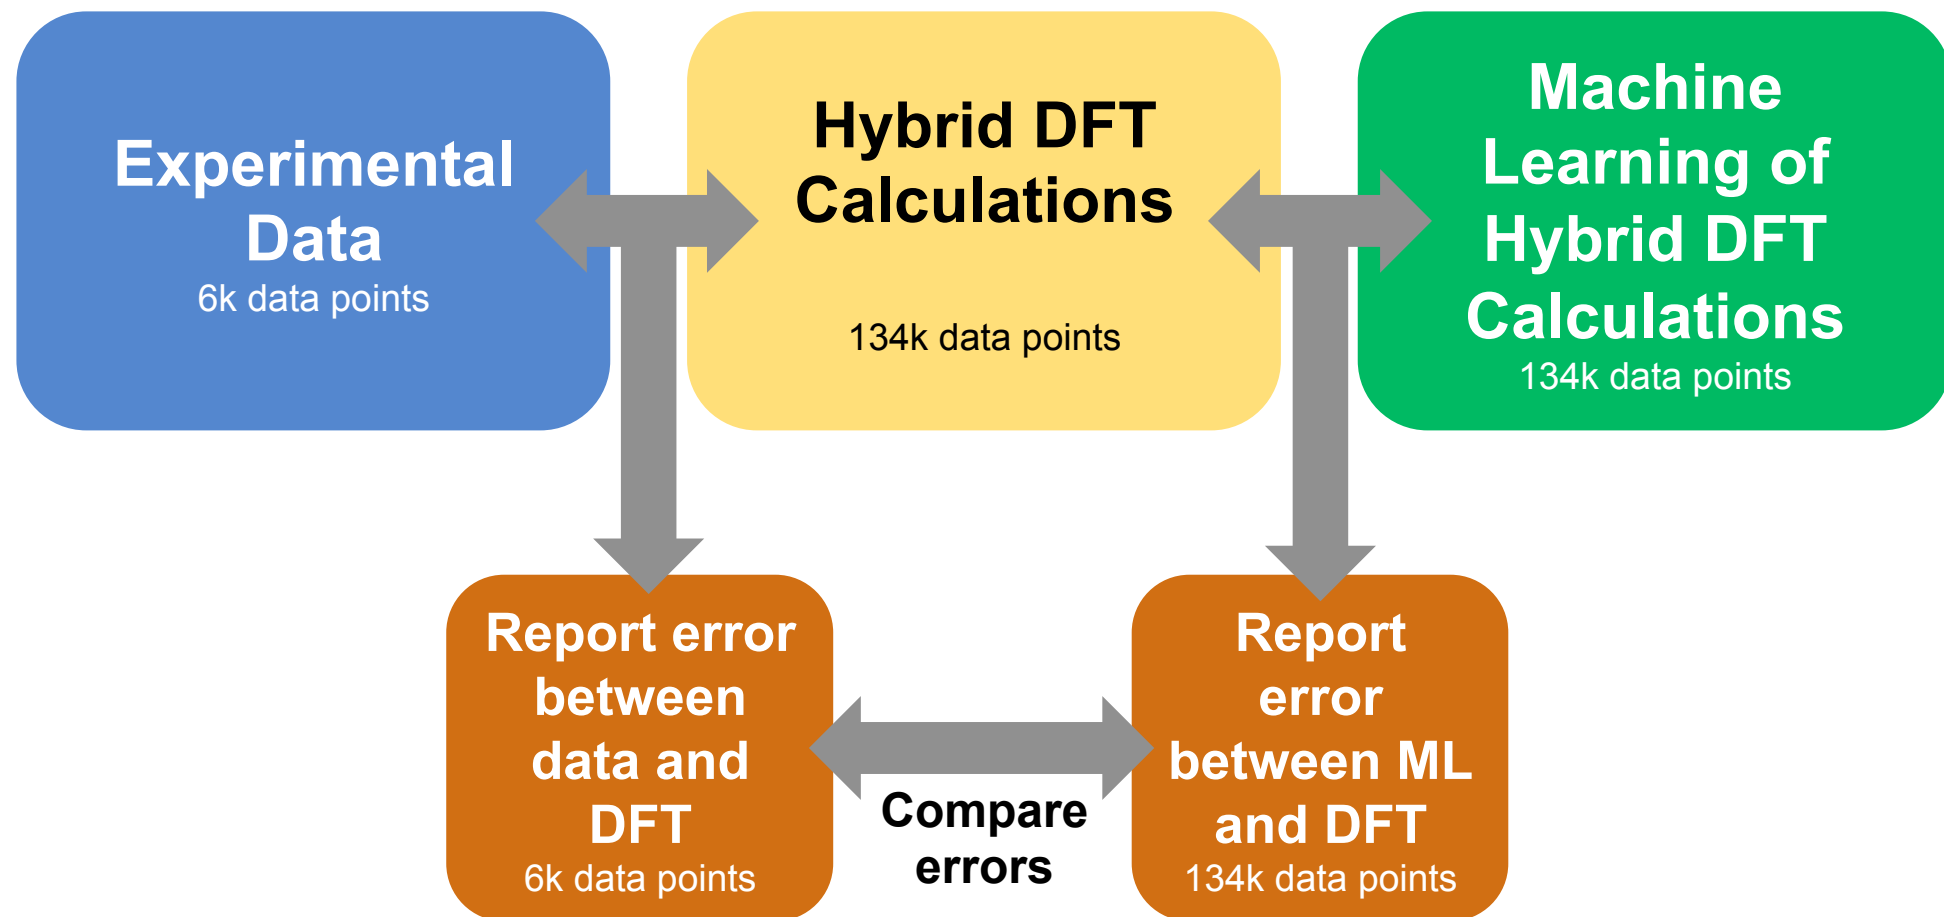 Experimental
Data
6k data points
Hybrid DFT
Calculations
134k data points
Machine
Learning of
Hybrid DFT
Calculations
134k data points
Report error
between
data and
DFT
6k data points
Compare
errors
Report
error
between ML
and DFT
134k data points